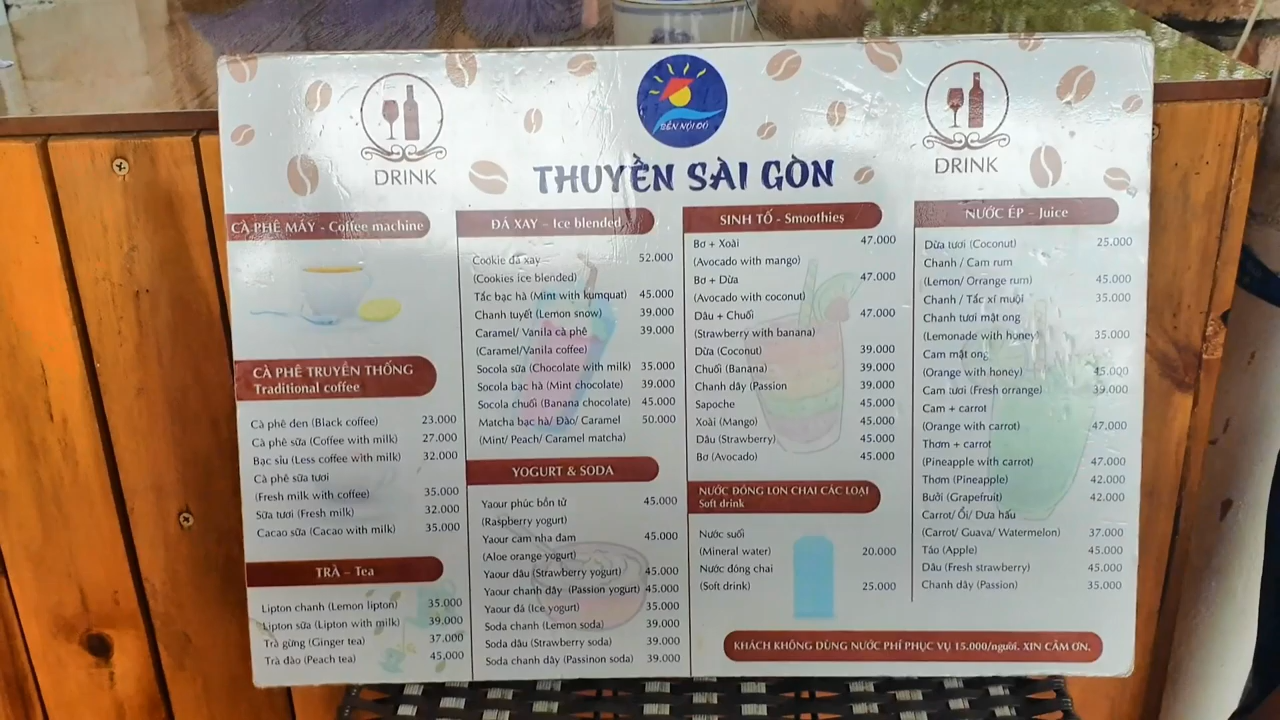 DRINK
BẾN NỘI ĐÔ
THUYỀN SÀI GÒN
DRINK
CÀ PHÊ MÁY - Coffee machine
CÀ PHÊ TRUYỀN THỐNG
Traditional coffee
Cà phê đen (Black coffee) 23.000
Cà phê sữa (Coffee with milk) 27.000
Bạc sỉu (Less coffee with milk) 32.000
Cà phê sữa tươi
(Fresh milk with coffee) 35.000
Sữa tươi (Fresh milk) 32.000
Cacao sữa (Cacao with milk) 35.000
TRÀ – Tea
Lipton chanh (Lemon lipton) 35.000
Lipton sữa (Lipton with milk) 39.000
Trà gừng (Ginger tea) 37.000
Trà đào (Peach tea) 45,000
ĐÁ XAY – Ice blended
Cookie đá xay – 52.000
(Cookies ice blended)
Tắc bạc hà (Mint with kumquat) 45.000
Chanh tuyết (Lemon snow) 39.000
Caramel/ Vanila cà phê 39.000
(Caramel/Vanila coffee)
Socola sữa (Chocolate with milk) 35.000
Socola bạc hà (Mint chocolate) 39.000
Socola chuối (Banana chocolate) 45.000
Matcha bạc hà/ Đào/ Caramel 50.000
(Mint/ Peach/ Caramel matcha)
YOGURT & SODA
Yaour phúc bồn tử 45.000
(Raspberry yogurt)
Yaour cam nha đam 45.000
(Aloe orange yogurt)
Yaour dâu (Strawberry yogurt) 45.000
Yaour chanh dây (Passion yogurt) 45.000
Yaour đá (Ice yogurt) 35.000
Soda chanh (Lemon soda) 39.000
Soda dâu (Strawberry soda) 39.000
Soda chanh dây (Passinon soda) 39.000
SINH TỐ - Smoothies
Bơ + Xoài 47.000
(Avocado with mango)
Bơ + Dừa 47.000
(Avocado with coconut)
Dâu + Chuối 47.000
(Strawberry with banana)
Dừa (Coconut) 39.000
Chuối (Banana) 39.000
Chanh dây (Passion 39.000
Sapoche 45.000
Xoài (Mango) 45.000
Dâu (Strawberry) 45.000
Bơ (Avocado) 45.000
NƯỚC ĐÓNG LON CHAI CÁC LOẠI
Soft drink
Nước suối
(Mineral water) 20.000
Nước đóng chai
(Soft drink) 25.000
NƯỚC ÉP – Juice
Dừa tươi (Coconut) 25.000
Chanh / Cam rum
(Lemon/ Orrange rum) 45.000
Chanh / Tắc xí muội 35.000
Chanh tươi mật ong
(Lemonade with honey) 35.000
Cam mật ong
(Orange with honey) 45.000
Cam tươi (Fresh orrange) 39.000
Cam + carrot
(Orange with carrot) 47.000
Thơm + carrot
(Pineapple with carrot) 47.000
Thơm (Pineapple) 42.000
Bưởi (Grapefruit) 42.000
Carrot/ Ổi/ Dưa hấu
(Carrot/ Guava/ Watermelon) 37.000
Táo (Apple) 45.000
Dâu (Fresh strawberry) 45.000
Chanh dây (Passion) 35.000
KHÁCH KHÔNG DÙNG NƯỚC PHÍ PHỤC VỤ 15.000/người. XIN CẢM ƠN.